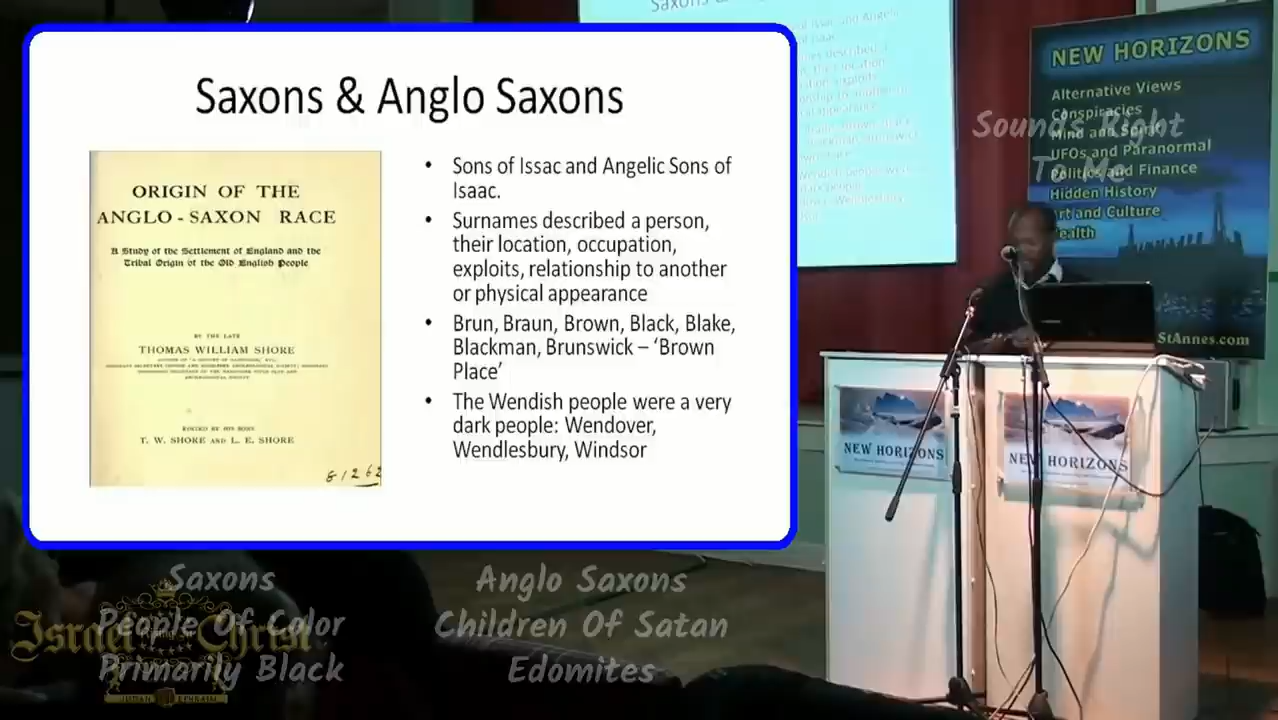 Saxons & Anglo Saxons
ORIGIN OF THE
ANGLO-SAXON RACE
A Study of the Settlement of England and the
Tribal Origin of the Old English People
BY THE LATE
THOMAS WILLIAM SHORE
EDITED BY HIS SONS
T. W. SHORE AND L. E. SHORE
• Sons of Issac and Angelic Sons of
Isaac.
• Surnames described a person,
their location, occupation,
exploits, relationship to another
or physical appearance
• Brun, Braun, Brown, Black, Blake,
Blackman, Brunswick – ‘Brown
Place’
• The Wendish people were a very
dark people: Wendover,
Wendlesbury, Windsor
NEW HORIZONS
Alternative Views
Conspiracies
Mind and Spirit
UFOs and Paranormal
Politics and Finance
Hidden History
Art and Culture
Health
StAnnes.com
Sounds Right
To Me
NEW HORIZONS
NEW HORIZONS
Saxons
People Of Color
Primarily Black
Anglo Saxons
Children Of Satan
Edomites
Israel
Christ
JUDAH
EPHRAIM